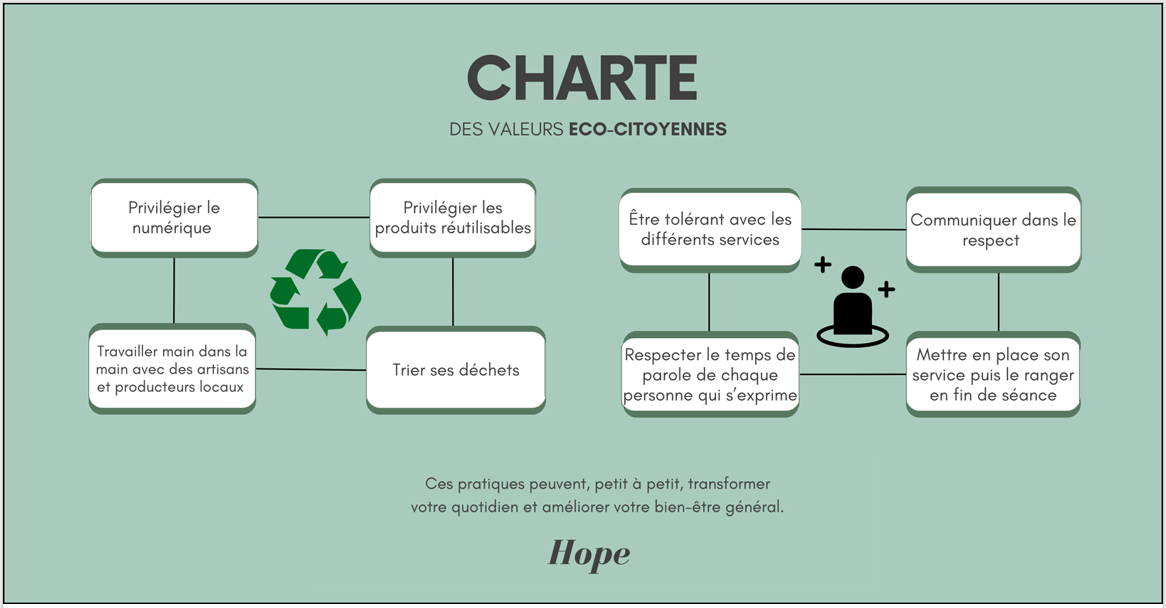 CHARTE
DES VALEURS ECO-CITOYENNES
Privilégier le
numérique
Privilégier les
produits réutilisables
Travailler main dans la
main avec des artisans
et producteurs locaux
Trier ses déchets
Être tolérant avec les
différents services
Communiquer dans le
respect
Respecter le temps de
parole de chaque
personne qui s’exprime
Mettre en place son
service puis le ranger
en fin de séance
Ces pratiques peuvent, petit à petit, transformer
votre quotidien et améliorer votre bien-être général.
Hope